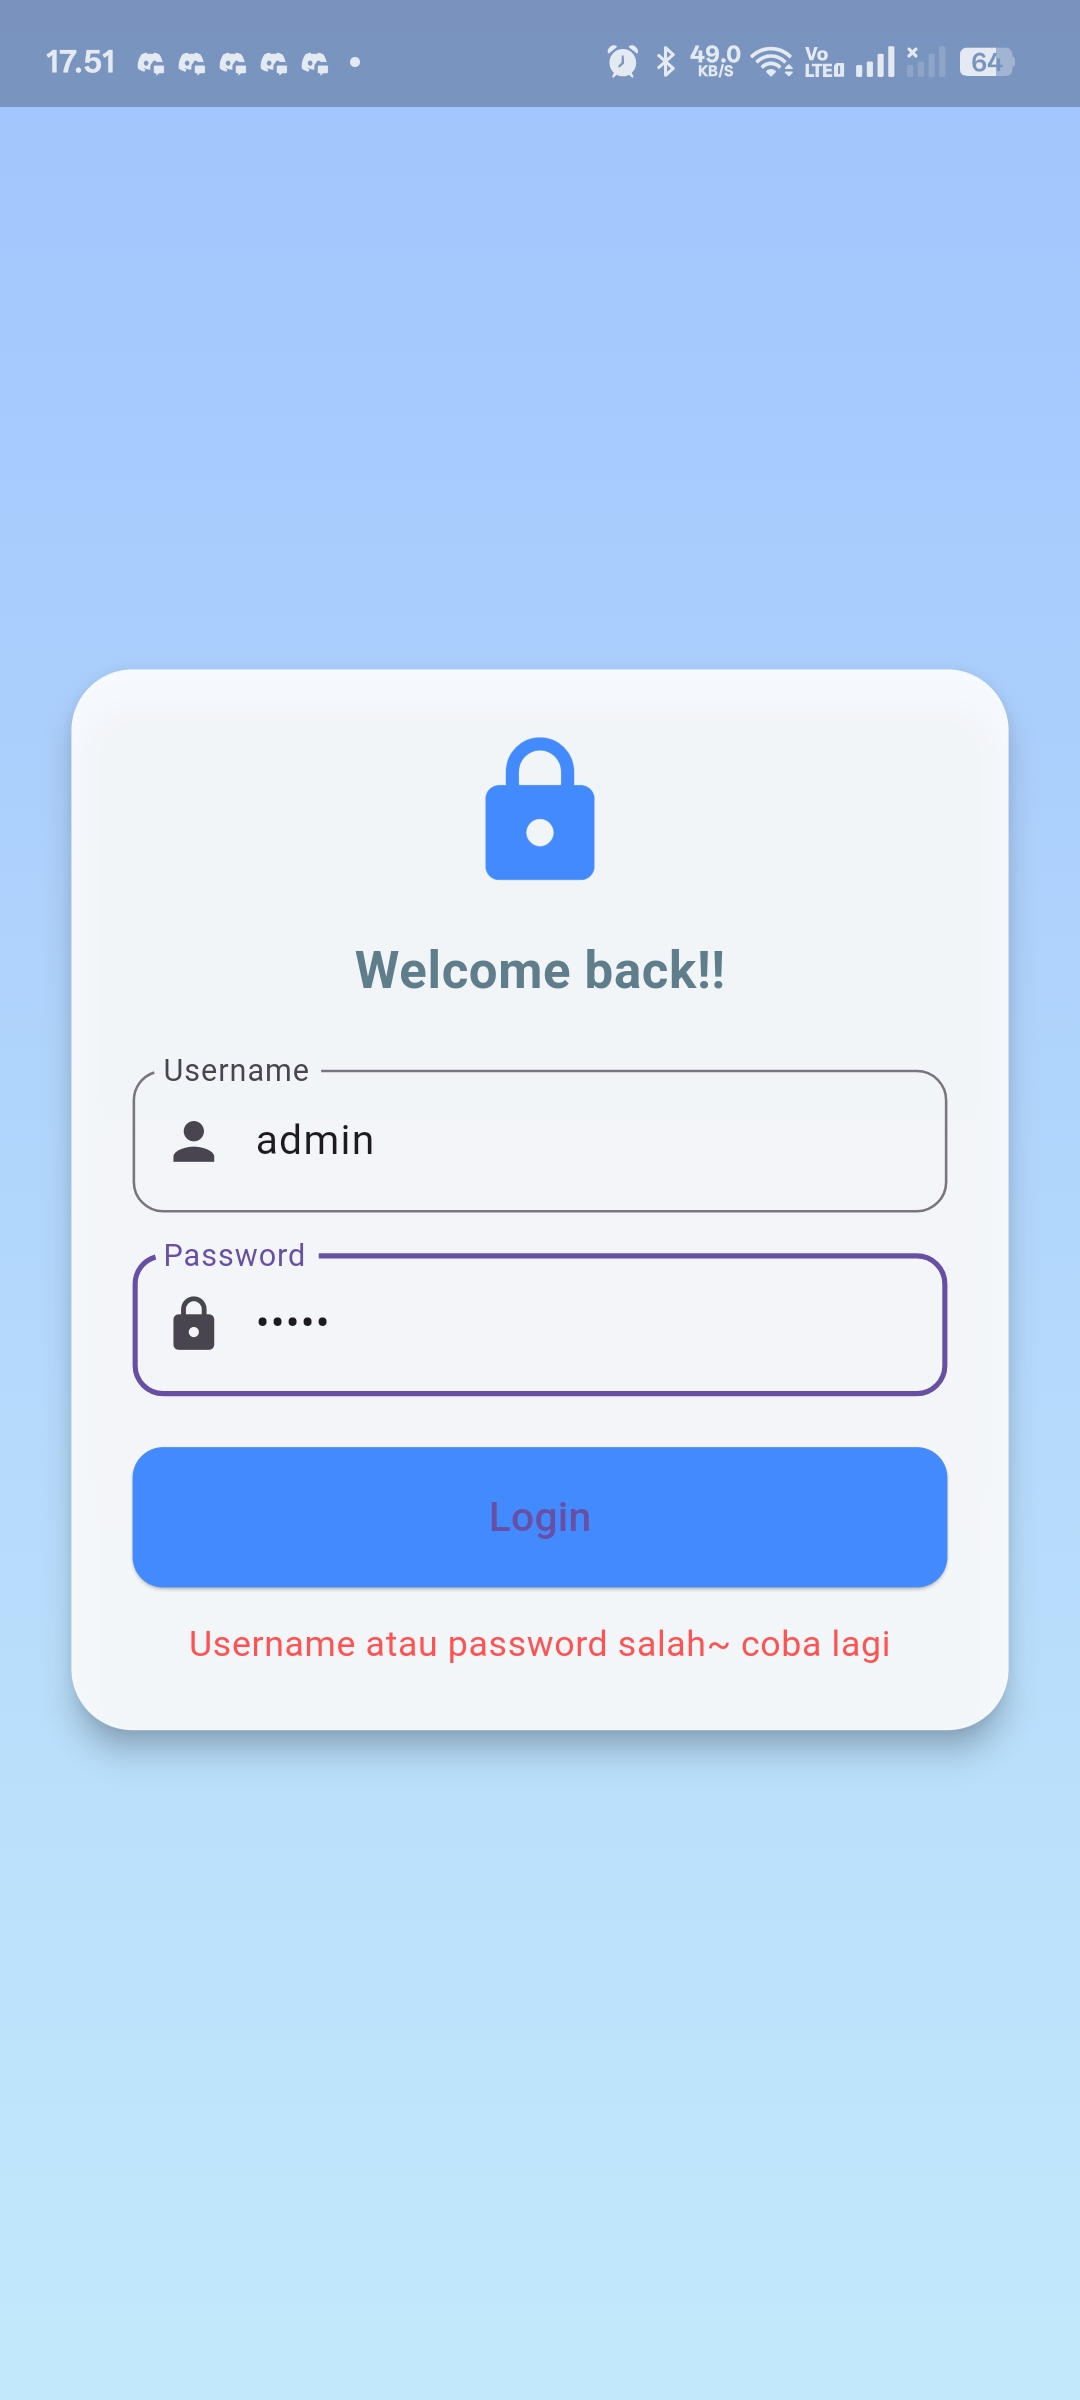 17.51 49.0 KB/S Vo LTE 64
Welcome back!!
Username
admin
Password
•••••
Login
Username atau password salah~ coba lagi